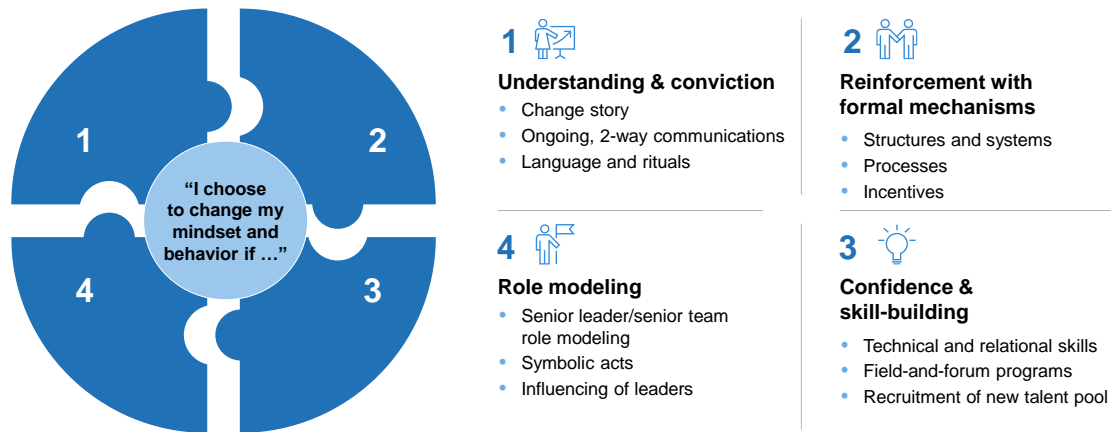 1
2
“I choose
to change my
mindset and
behavior if …”
4
3
1
Understanding & conviction
• Change story
• Ongoing, 2-way communications
• Language and rituals
2
Reinforcement with
formal mechanisms
• Structures and systems
• Processes
• Incentives
4
Role modeling
• Senior leader/senior team
role modeling
• Symbolic acts
• Influencing of leaders
3
Confidence &
skill-building
• Technical and relational skills
• Field-and-forum programs
• Recruitment of new talent pool